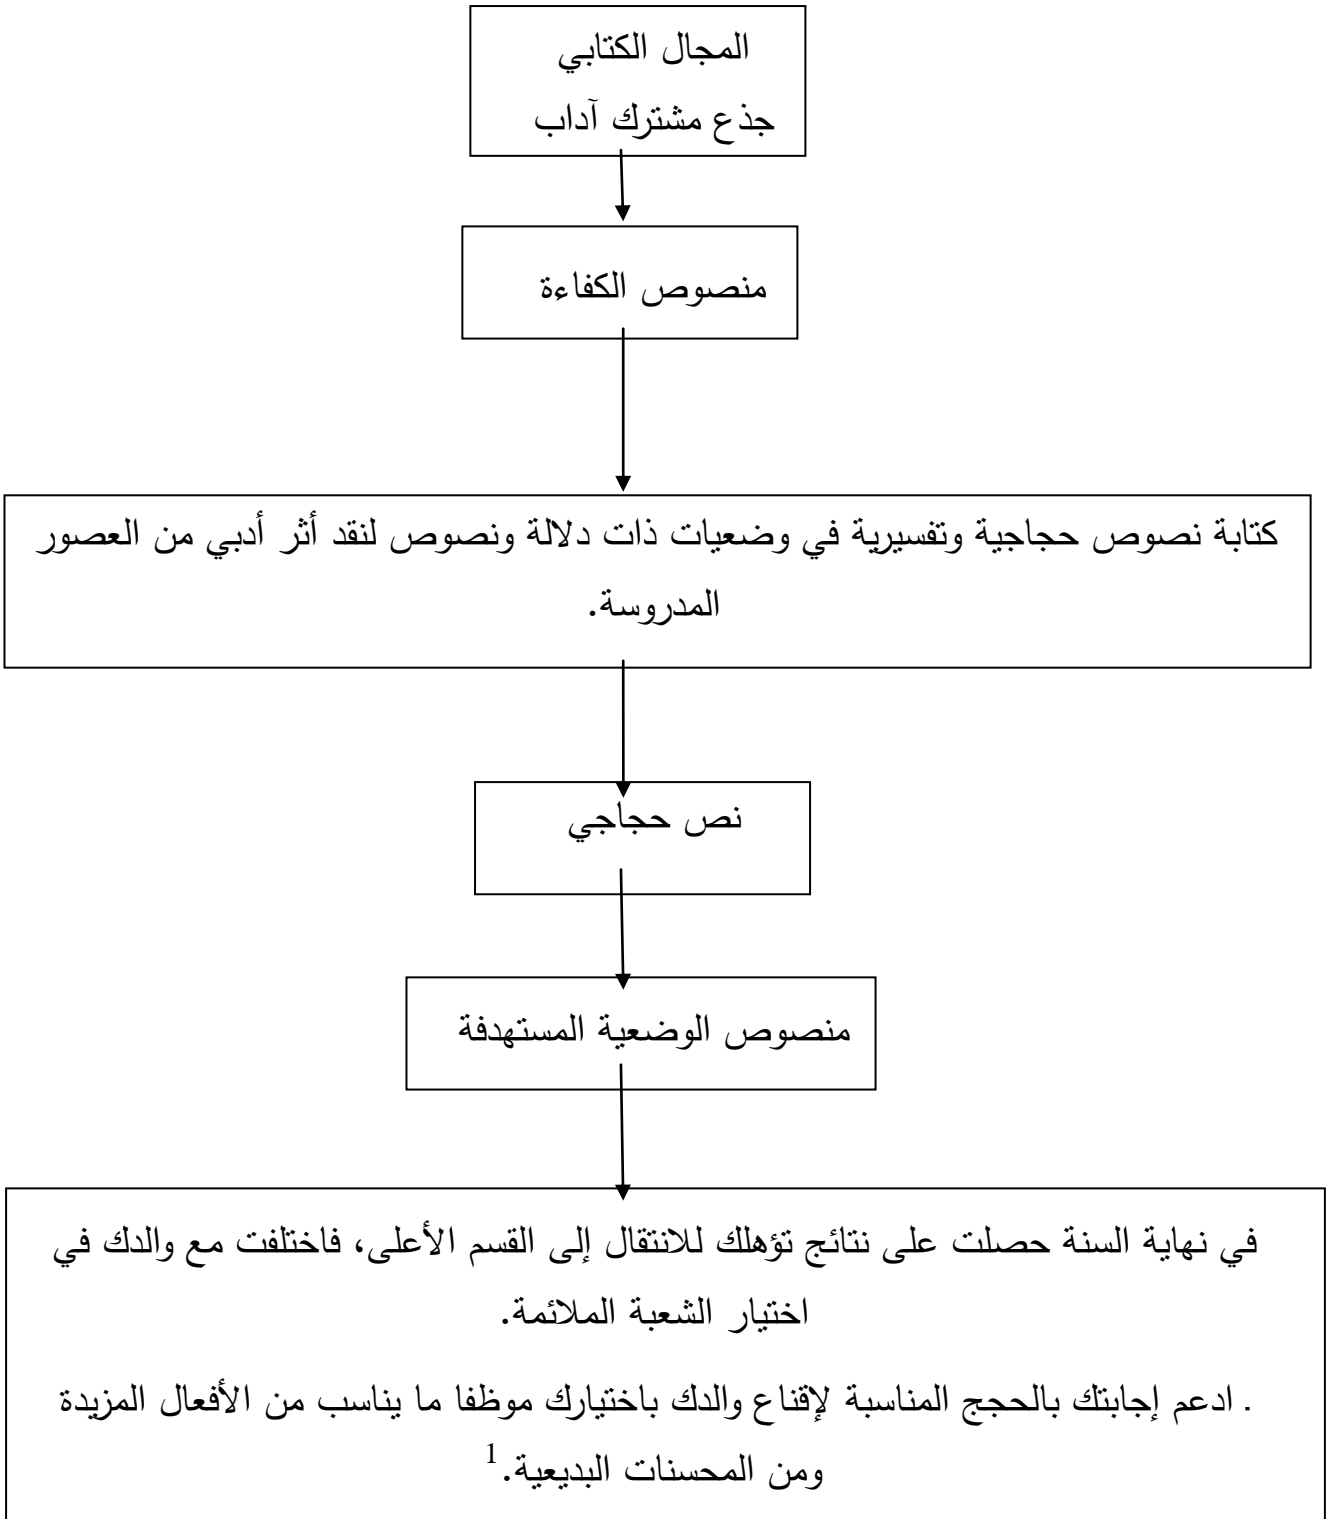 المجال الكتابي
جذع مشترك آداب
منصوص الكفاءة
كتابة نصوص حجاجية وتفسيرية في وضعيات ذات دلالة ونصوص لنقد أثر أدبي من العصور
المدروسة.
نص حجاجي
منصوص الوضعية المستهدفة
في نهاية السنة حصلت على نتائج تؤهلك للانتقال إلى القسم الأعلى، فاختلفت مع والدك في
اختيار الشعبة الملائمة.
. ادعم إجابتك بالحجج المناسبة لإقناع والدك باختيارك موظفا ما يناسب من الأفعال المزيدة
ومن المحسنات البديعية.1